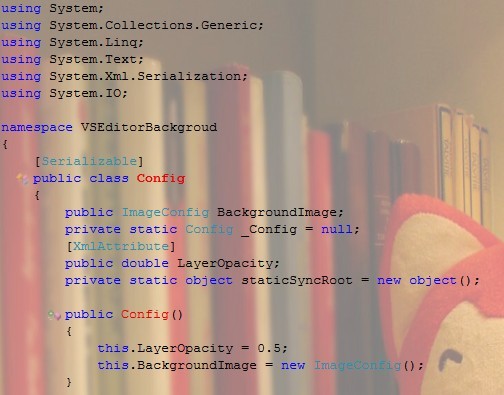 using System;
using System.Collections.Generic;
using System.Linq;
using System.Text;
using System.Xml.Serialization;
using System.IO;

namespace VSEditorBackgroud
{
    [Serializable]
    public class Config
    {
        public ImageConfig BackgroundImage;
        private static Config _Config = null;
        [XmlAttribute]
        public double LayerOpacity;
        private static object staticSyncRoot = new object();

        public Config()
        {
            this.LayerOpacity = 0.5;
            this.BackgroundImage = new ImageConfig();
        }